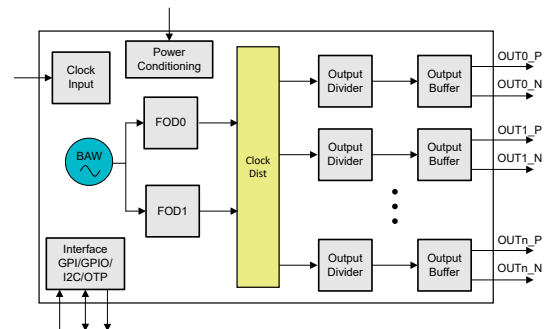 Power
Conditioning
Clock
Input
BAW
FOD0
FOD1
Interface
GPI/GPIO/
I2C/OTP
Clock
Dist
Output
Divider
Output
Buffer
OUT0_P
OUT0_N
Output
Divider
Output
Buffer
OUT1_P
OUT1_N
Output
Divider
Output
Buffer
OUTn_P
OUTn_N